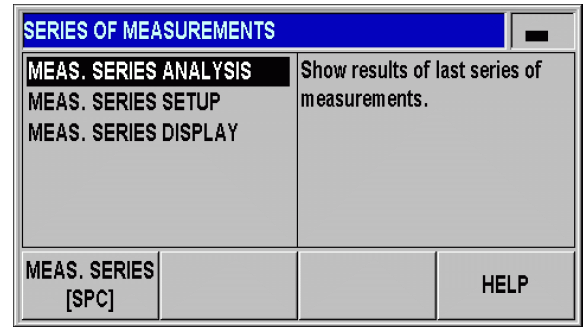 SERIES OF MEASUREMENTS
MEAS. SERIES ANALYSIS
MEAS. SERIES SETUP
MEAS. SERIES DISPLAY
Show results of last series of
measurements.
MEAS. SERIES
[SPC]
HELP